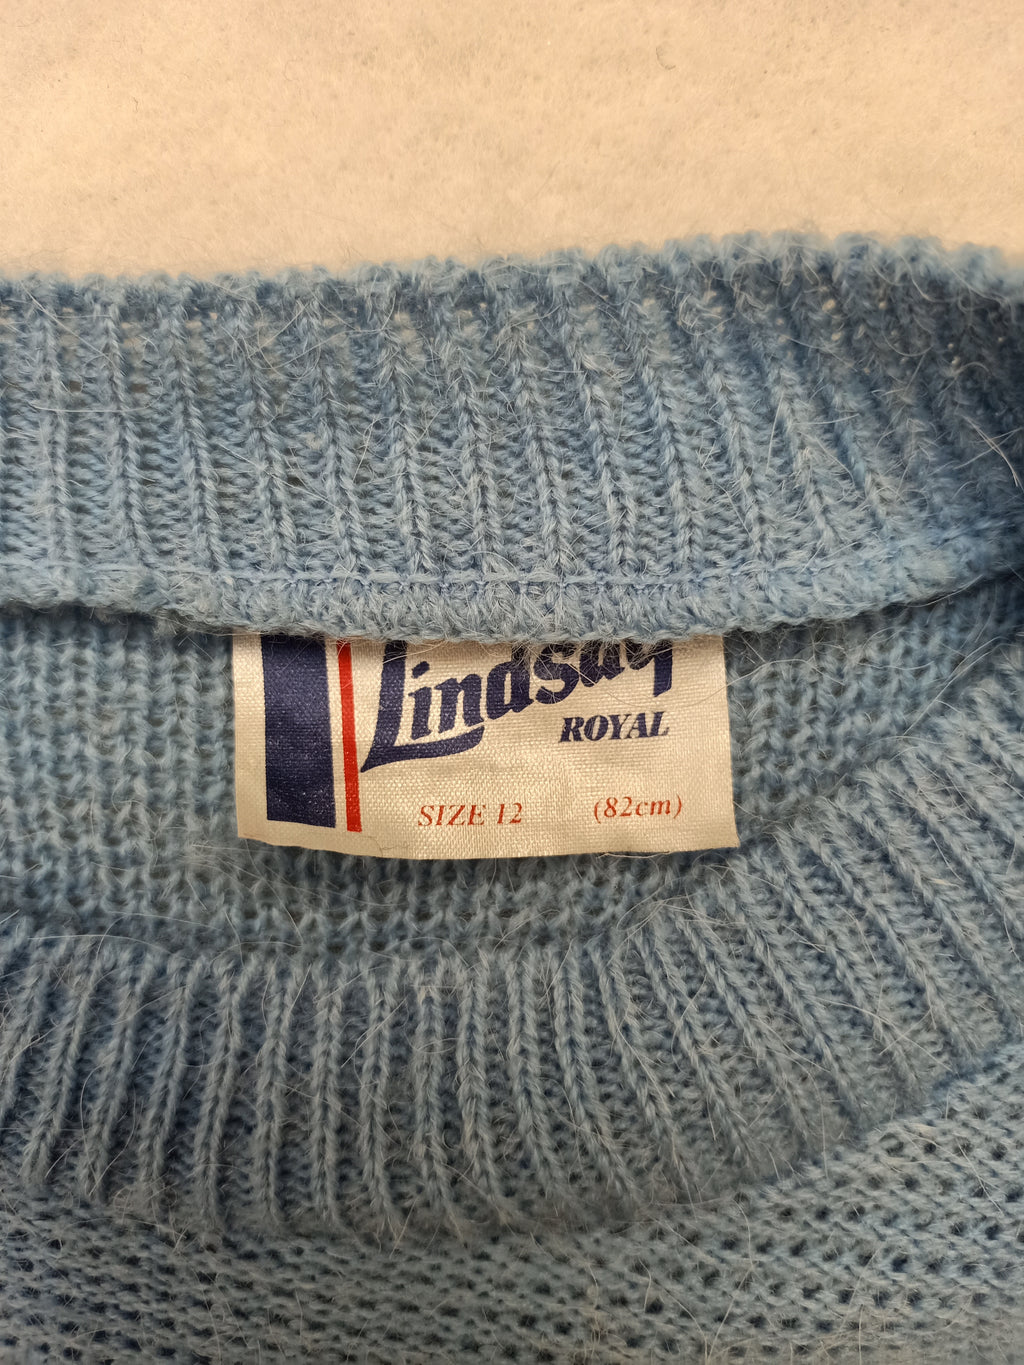 Lindsay
ROYAL
SIZE 12 (82cm)